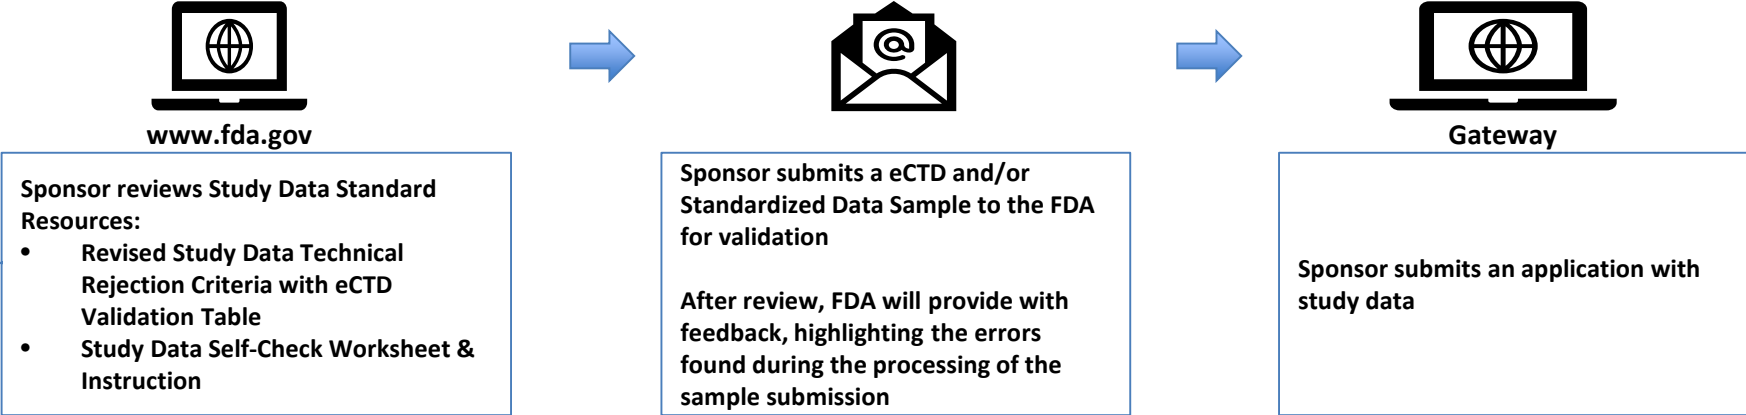 www.fda.gov
Sponsor reviews Study Data Standard
Resources:
• Revised Study Data Technical
Rejection Criteria with eCTD
Validation Table
• Study Data Self-Check Worksheet &
Instruction
@
Sponsor submits a eCTD and/or
Standardized Data Sample to the FDA
for validation
After review, FDA will provide with
feedback, highlighting the errors
found during the processing of the
sample submission
Gateway
Sponsor submits an application with
study data